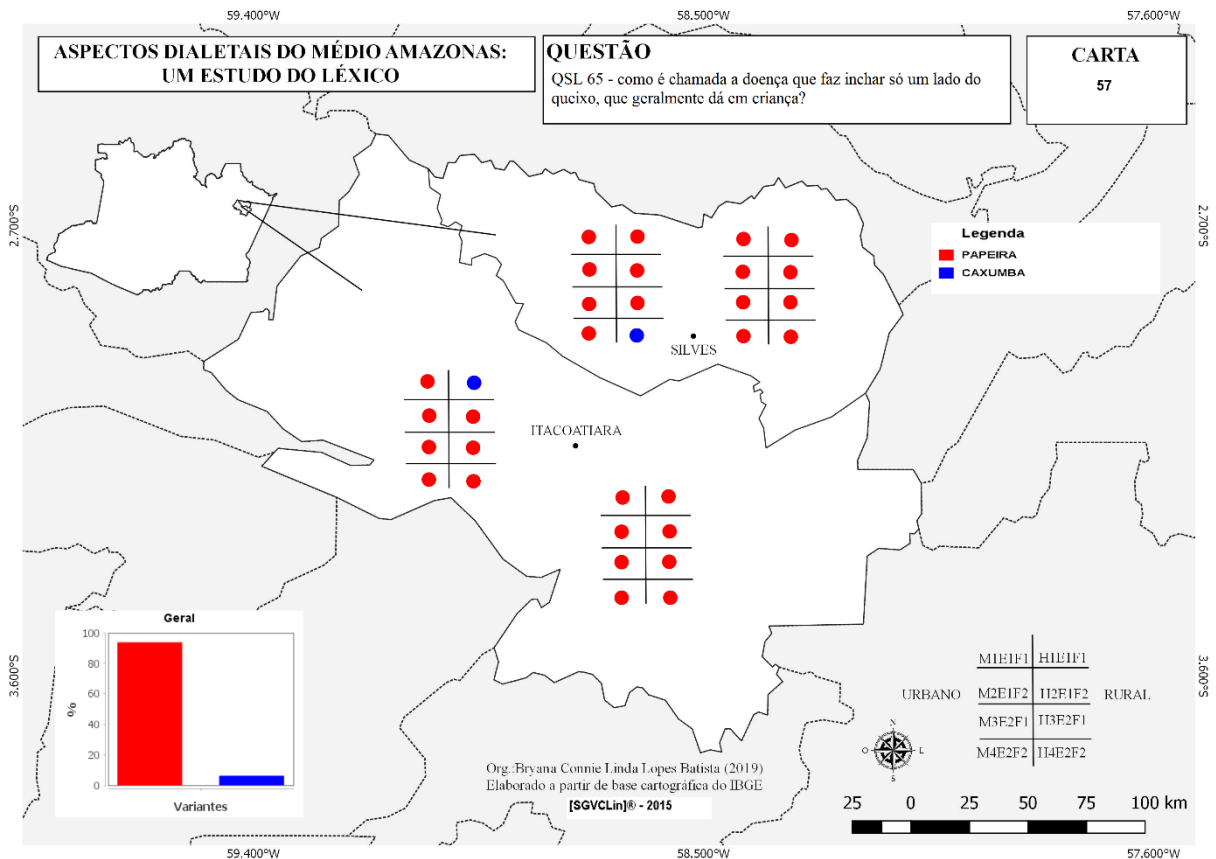 59.400°W
58.500°W
57.600°W
ASPECTOS DIALETAIS DO MÉDIO AMAZONAS:
UM ESTUDO DO LÉXICO
QUESTÃO
QSL 65 - como é chamada a doença que faz inchar só um lado do
queixo, que geralmente dá em criança?
CARTA
57
2.700°S
2.700°S
Legenda
PAPEIRA
CAXUMBA
SILVES
ITACOATIARA
Geral
100
80
60
40
20
0
%
Variantes
3.600°S
3.600°S
M1E1F1 H1E1F1
URBANO M2E1F2 H2E1F2 RURAL
M3E2F1 H3E2F1
M4E2F2 H4E2F2
N
O L
S
Org.:Bryana Connie Linda Lopes Batista (2019)
Elaborado a partir de base cartográfica do IBGE
[SGVCLin]® - 2015
25 0 25 50 75 100 km
59.400°W
58.500°W
57.600°W